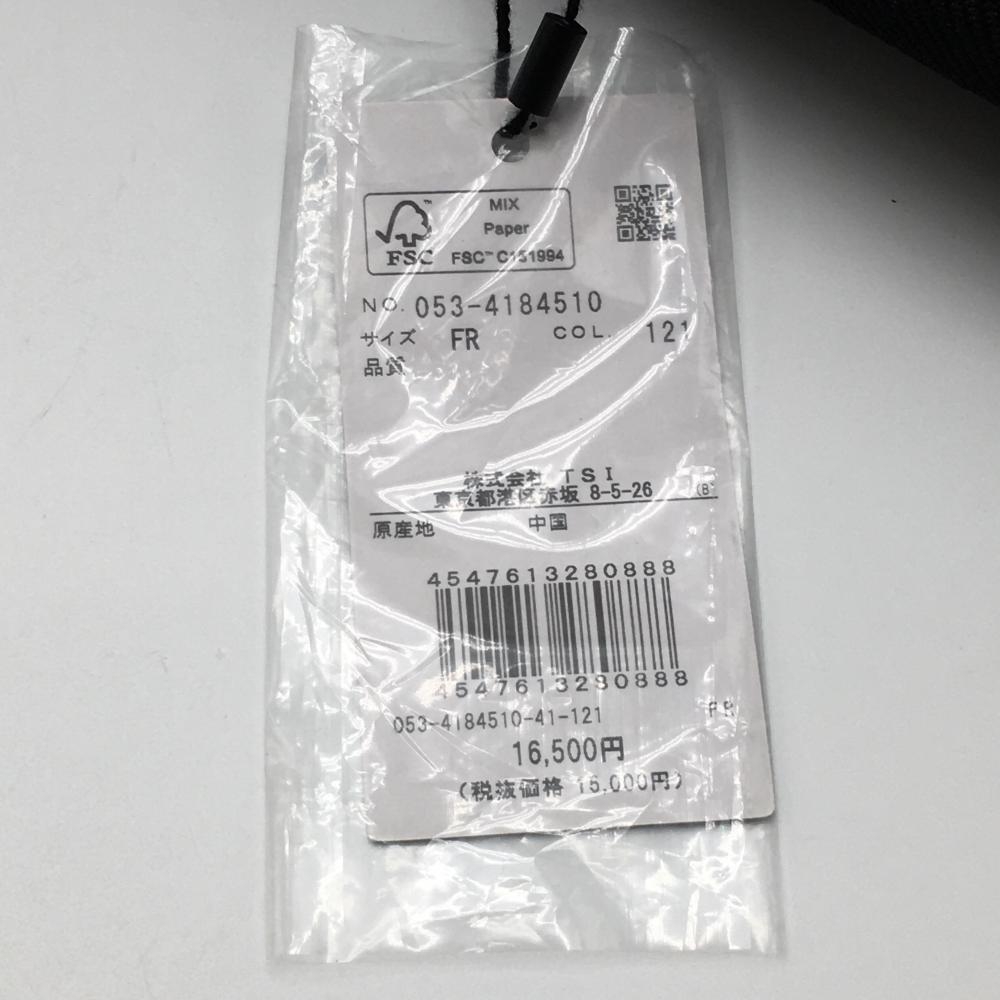 MIX
Paper
FSC™ C151994
FSC™
NO. 053-4184510
サイズ FR COL. 121
品質
株式会社 TSI
東京都港区赤坂 8-5-26 (B
原産地 中国
4547613280888
4547613280888
053-4184510-41-121 FR
16,500円
(税抜価格 15,000円)